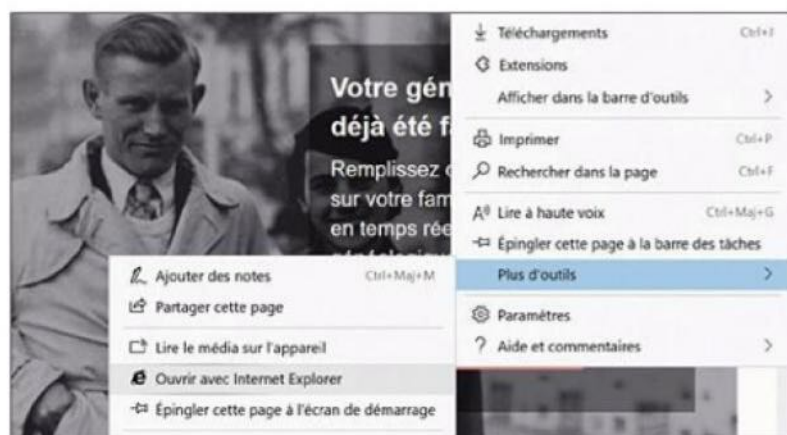 Votre gén
déjà été f
Remplissez
sur votre fam
en temps rée
Téléchargements Ctrl+J
Extensions
Afficher dans la barre d'outils
Imprimer Ctrl+P
Rechercher dans la page Ctrl+F
Lire à haute voix Ctrl+Maj+G
Épingler cette page à la barre des tâches
Plus d'outils
Paramètres
? Aide et commentaires
Ajouter des notes Ctrl+Maj+M
Partager cette page
Lire le média sur l'appareil
Ouvrir avec Internet Explorer
Épingler cette page à l'écran de démarrage